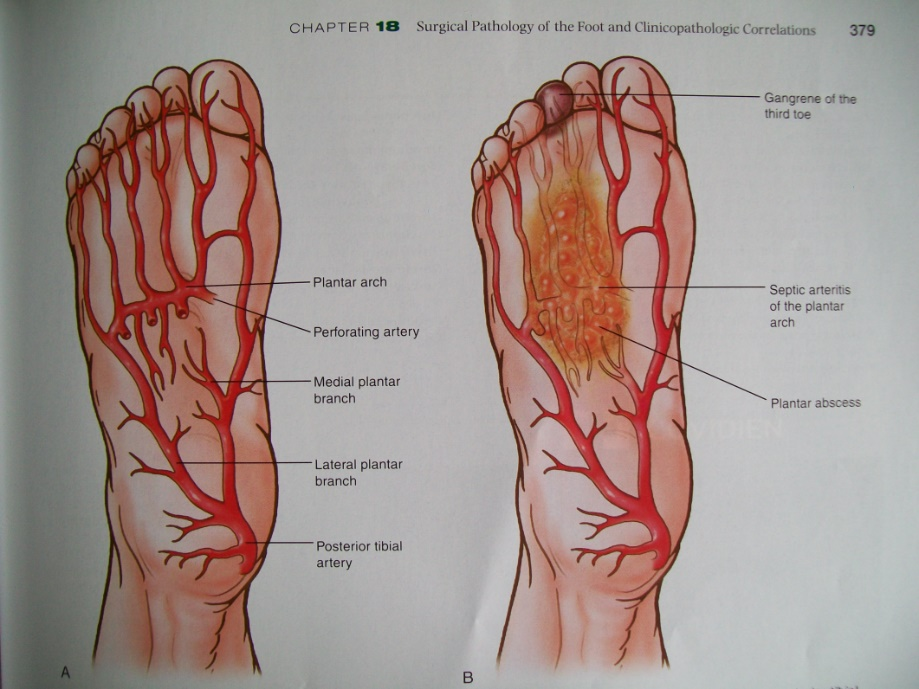 CHAPTER 18 Surgical Pathology of the Foot and Clinicopathologic Correlations 379
Plantar arch
Perforating artery
Medial plantar
branch
Lateral plantar
branch
Posterior tibial
artery
A
Gangrene of the
third toe
Septic arteritis
of the plantar
arch
Plantar abscess
B